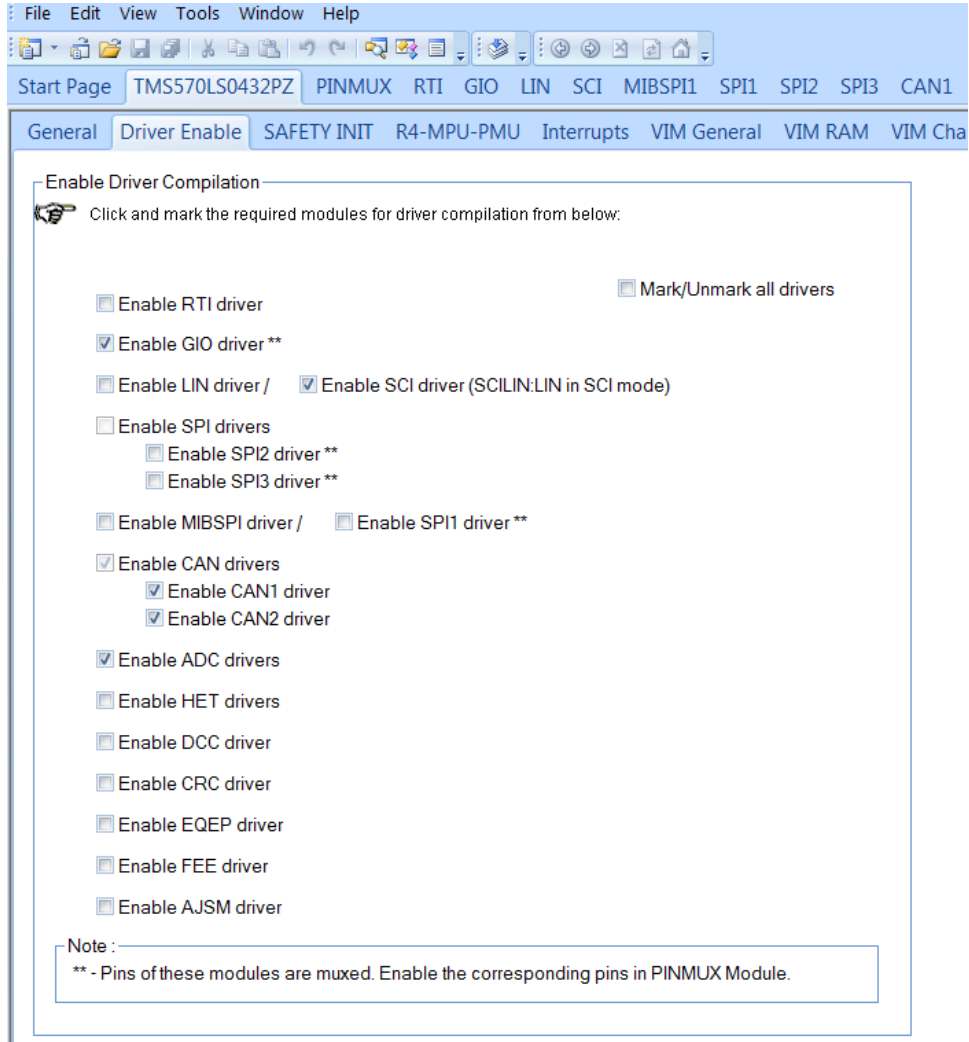 File Edit View Tools Window Help
Start Page TMS570LS0432PZ PINMUX RTI GIO LIN SCI MIBSPI1 SPI1 SPI2 SPI3 CAN1
General Driver Enable SAFETY INIT R4-MPU-PMU Interrupts VIM General VIM RAM VIM Cha
Enable Driver Compilation
Click and mark the required modules for driver compilation from below:
Mark/Unmark all drivers
Enable RTI driver
Enable GIO driver **
Enable LIN driver / Enable SCI driver (SCILIN:LIN in SCI mode)
Enable SPI drivers
Enable SPI2 driver **
Enable SPI3 driver **
Enable MIBSPI driver / Enable SPI1 driver **
Enable CAN drivers
Enable CAN1 driver
Enable CAN2 driver
Enable ADC drivers
Enable HET drivers
Enable DCC driver
Enable CRC driver
Enable EQEP driver
Enable FEE driver
Enable AJSM driver
Note :
** - Pins of these modules are muxed. Enable the corresponding pins in PINMUX Module.